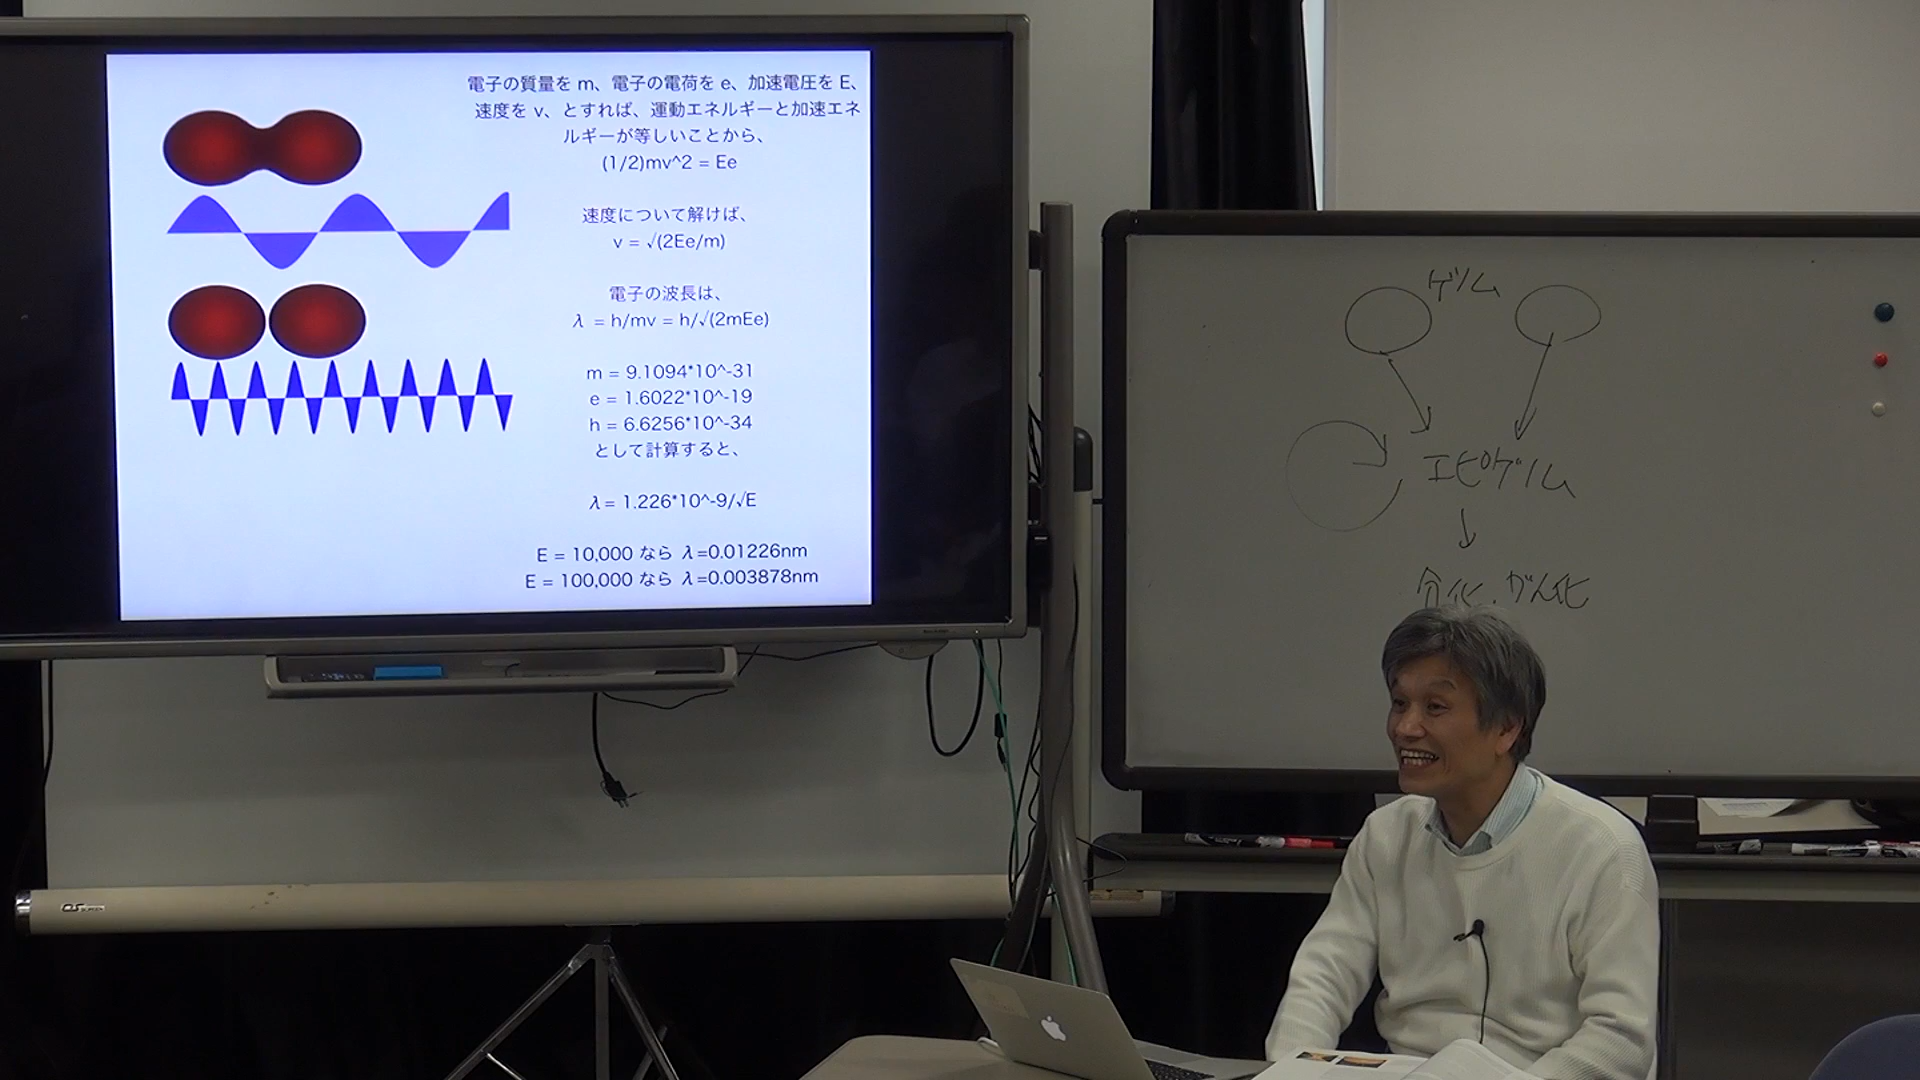 電子の質量を m、電子の電荷を e、加速電圧を E、
速度を v、とすれば、運動エネルギーと加速エネ
ルギーが等しいことから、
(1/2)mv^2 = Ee
速度について解けば、
v = √(2Ee/m)
電子の波長は、
λ = h/mv = h/√(2mEe)
m = 9.1094*10^-31
e = 1.6022*10^-19
h = 6.6256*10^-34
として計算すると、
λ= 1.226*10^-9/√E
E = 10,000 なら λ=0.01226nm
E = 100,000 なら λ=0.003878nm
ゲノム
エピゲノム
分化、がん化